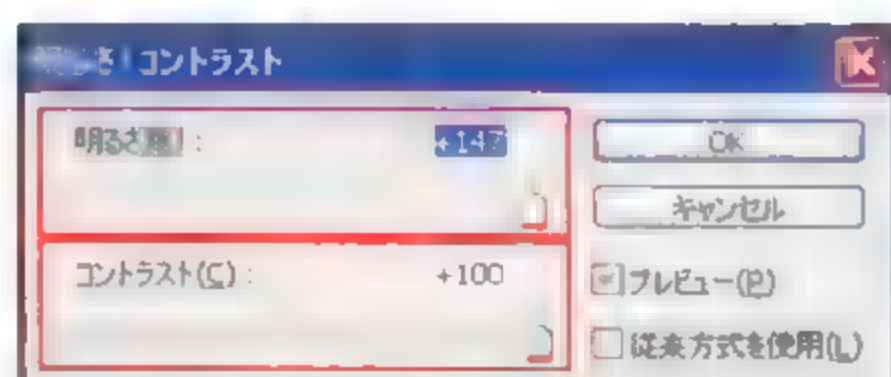 コントラスト
明るさ : +147
OK
キャンセル
コントラスト(C) : +100
プレビュー(P)
従来方式を使用(L)